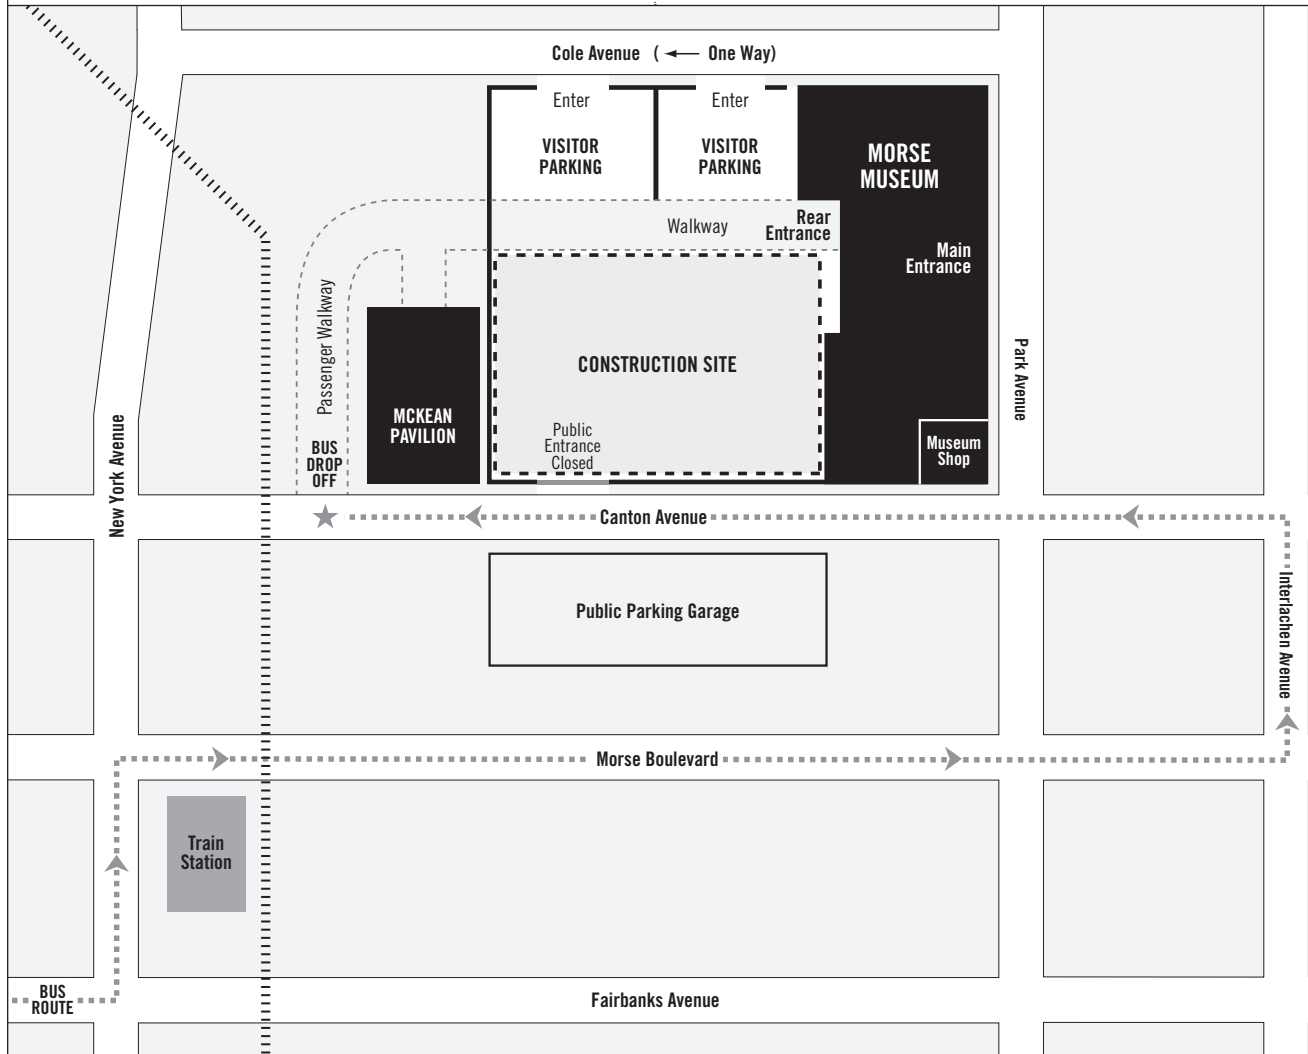 Cole Avenue (← One Way)
Enter
Enter
VISITOR
PARKING
VISITOR
PARKING
MORSE
MUSEUM
Walkway
Rear
Entrance
Main
Entrance
Passenger Walkway
CONSTRUCTION SITE
Park Avenue
MCKEAN
PAVILION
Public
Entrance
Closed
Museum
Shop
BUS
DROP
OFF
New York Avenue
Canton Avenue
Interlachen Avenue
Public Parking Garage
Morse Boulevard
Train
Station
BUS
ROUTE
Fairbanks Avenue